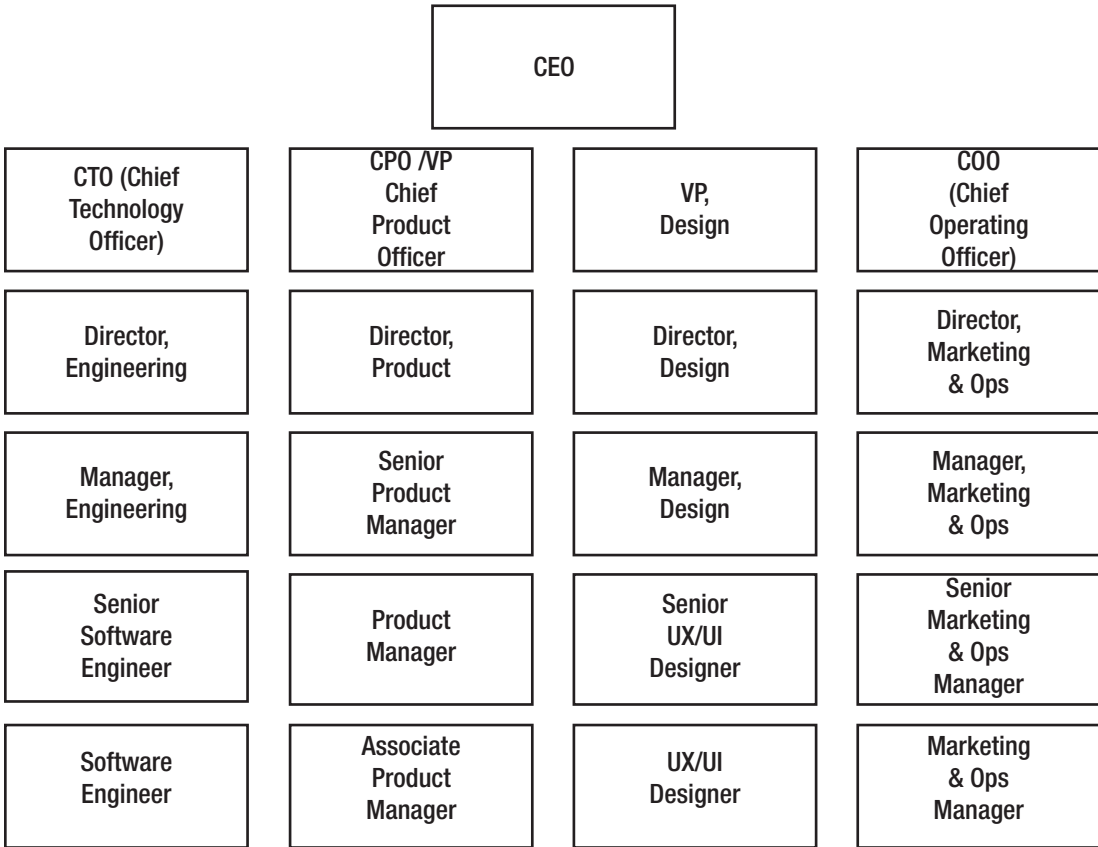 CEO
CTO (Chief
Technology
Officer)
CPO /VP
Chief
Product
Officer
VP,
Design
COO
(Chief
Operating
Officer)
Director,
Engineering
Director,
Product
Director,
Design
Director,
Marketing
& Ops
Manager,
Engineering
Senior
Product
Manager
Manager,
Design
Manager,
Marketing
& Ops
Senior
Software
Engineer
Product
Manager
Senior
UX/UI
Designer
Senior
Marketing
& Ops
Manager
Software
Engineer
Associate
Product
Manager
UX/UI
Designer
Marketing
& Ops
Manager